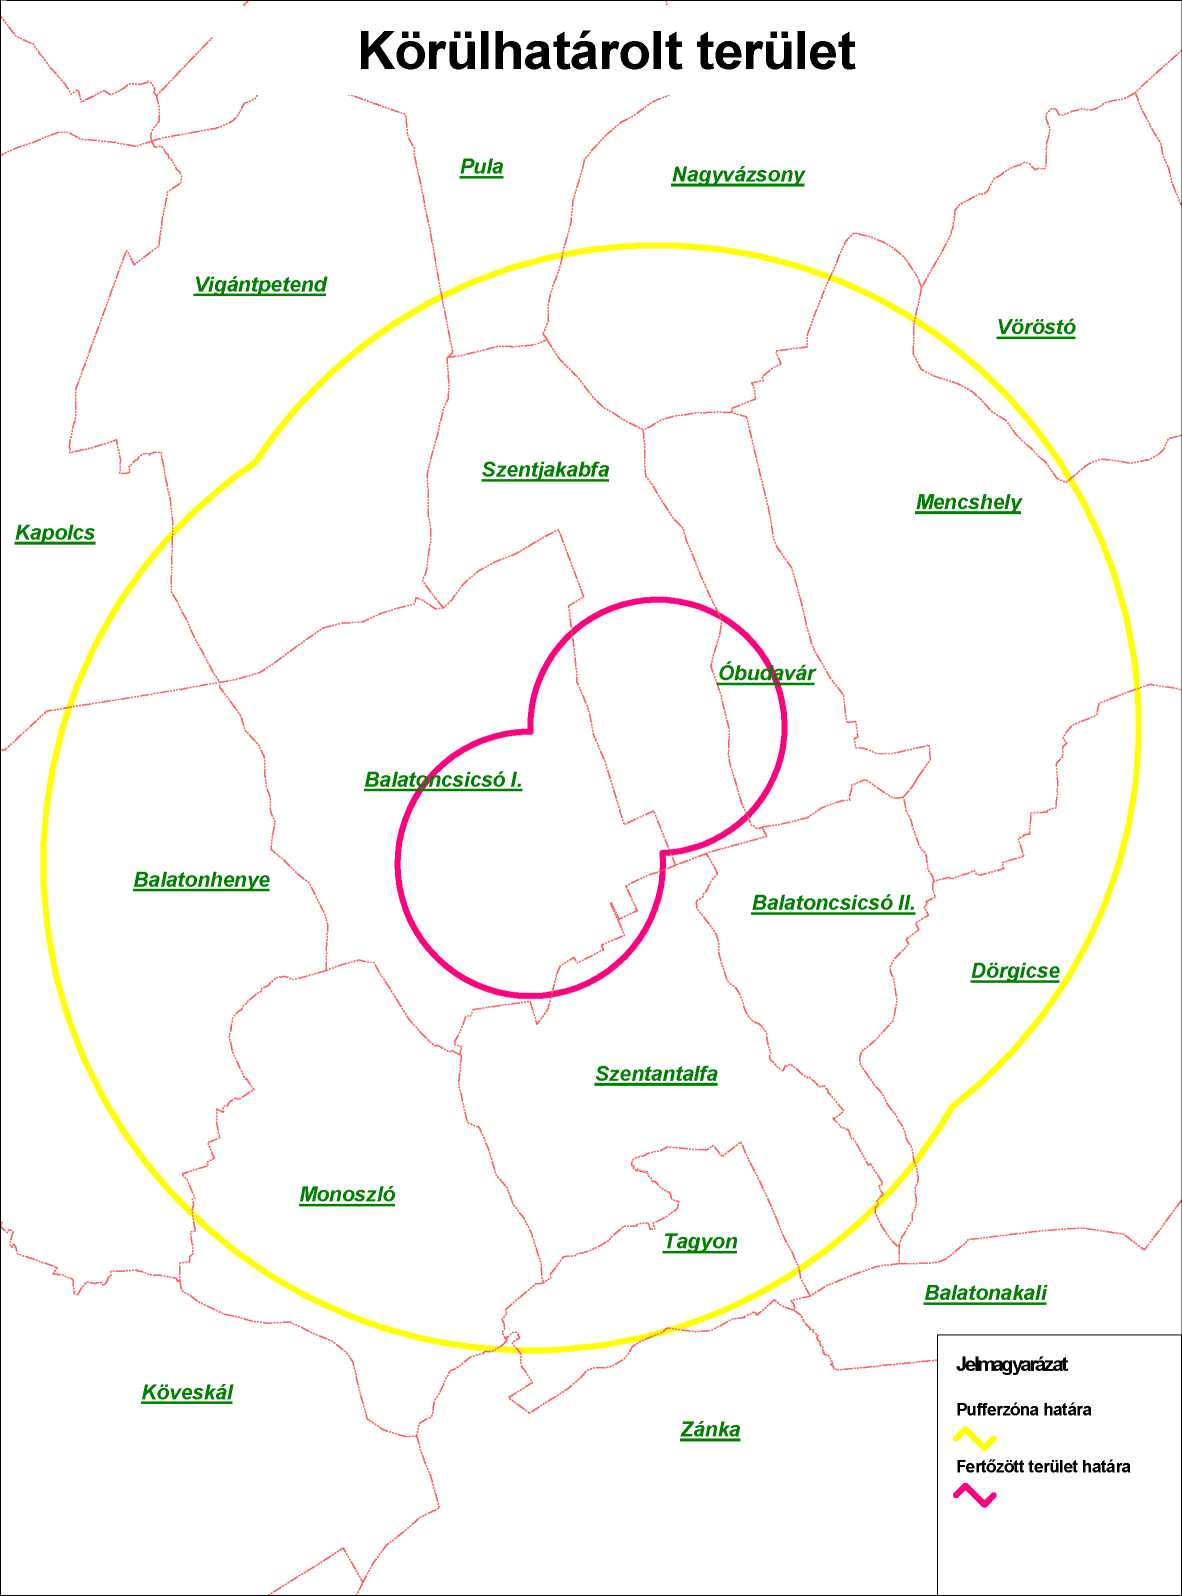 Körülhatárolt terület
Pula
Nagyvázsony
Vigántpetend
Vöröstó
Szentjakabfa
Mencshely
Kapolcs
Óbudavár
Balatoncsicsó I.
Balatonhenye
Balatoncsicsó II.
Dörgicse
Szentantalfa
Monoszló
Tagyon
Balatonakali
Köveskál
Zánka
Jelmagyarázat
Pufferzóna határa
Fertőzött terület határa